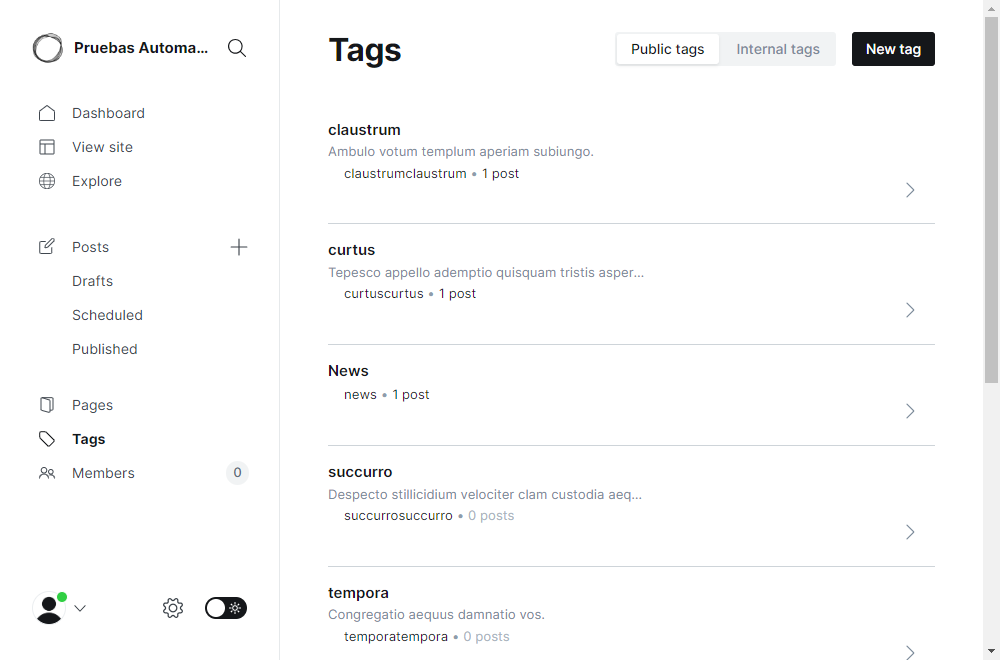 Pruebas Automa...
Dashboard
View site
Explore
Posts
Drafts
Scheduled
Published
Pages
Tags
Members
0
Tags
Public tags
Internal tags
New tag
claustrum
Ambulo votum templum aperiam subiungo.
claustrumclaustrum • 1 post
curtus
Tepesco appello ademptio quisquam tristis asper...
curtuscurtus • 1 post
News
news • 1 post
succurro
Despecto stillicidium velociter clam custodia aeq...
succurrosuccurro • 0 posts
tempora
Congregatio aequus damnatio vos.
temporatempora • 0 posts